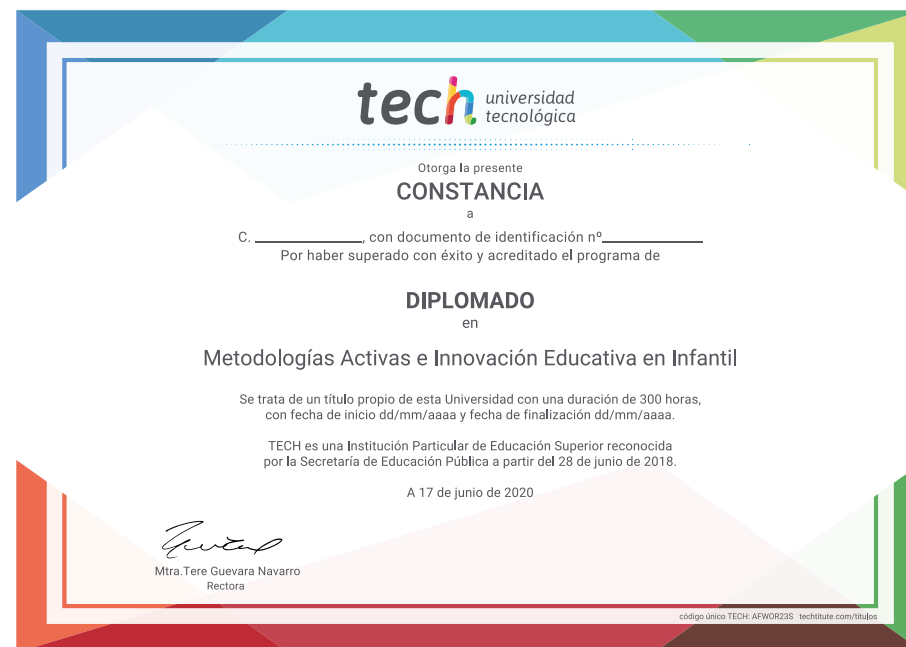 tech universidad
tecnológica
Otorga la presente
CONSTANCIA
a
C. ____________, con documento de identificación nº____________
Por haber superado con éxito y acreditado el programa de
DIPLOMADO
en
Metodologías Activas e Innovación Educativa en Infantil
Se trata de un título propio de esta Universidad con una duración de 300 horas,
con fecha de inicio dd/mm/aaaa y fecha de finalización dd/mm/aaaa.
TECH es una Institución Particular de Educación Superior reconocida
por la Secretaría de Educación Pública a partir del 28 de junio de 2018.
A 17 de junio de 2020
Mtra.Tere Guevara Navarro
Rectora
código único TECH: AFWOR23S techtitute.com/titulos